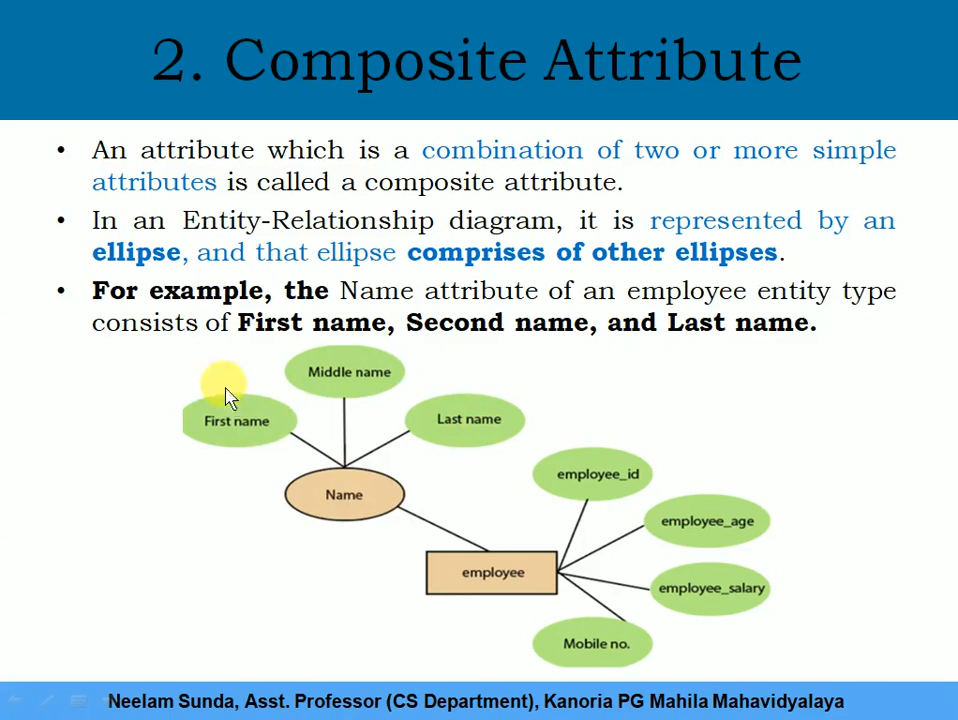 2. Composite Attribute
• An attribute which is a combination of two or more simple
attributes is called a composite attribute.
• In an Entity-Relationship diagram, it is represented by an
ellipse, and that ellipse comprises of other ellipses.
• For example, the Name attribute of an employee entity type
consists of First name, Second name, and Last name.
Middle name
First name
Last name
Name
employee_id
employee_age
employee
employee_salary
Mobile no.
Neelam Sunda, Asst. Professor (CS Department), Kanoria PG Mahila Mahavidyalaya